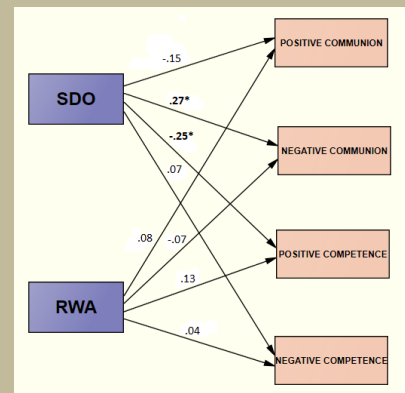 POSITIVE COMMUNION
-.15
SDO
.27*
-.25*
NEGATIVE COMMUNION
.07
.08
-.07
POSITIVE COMPETENCE
.13
RWA
.04
NEGATIVE COMPETENCE